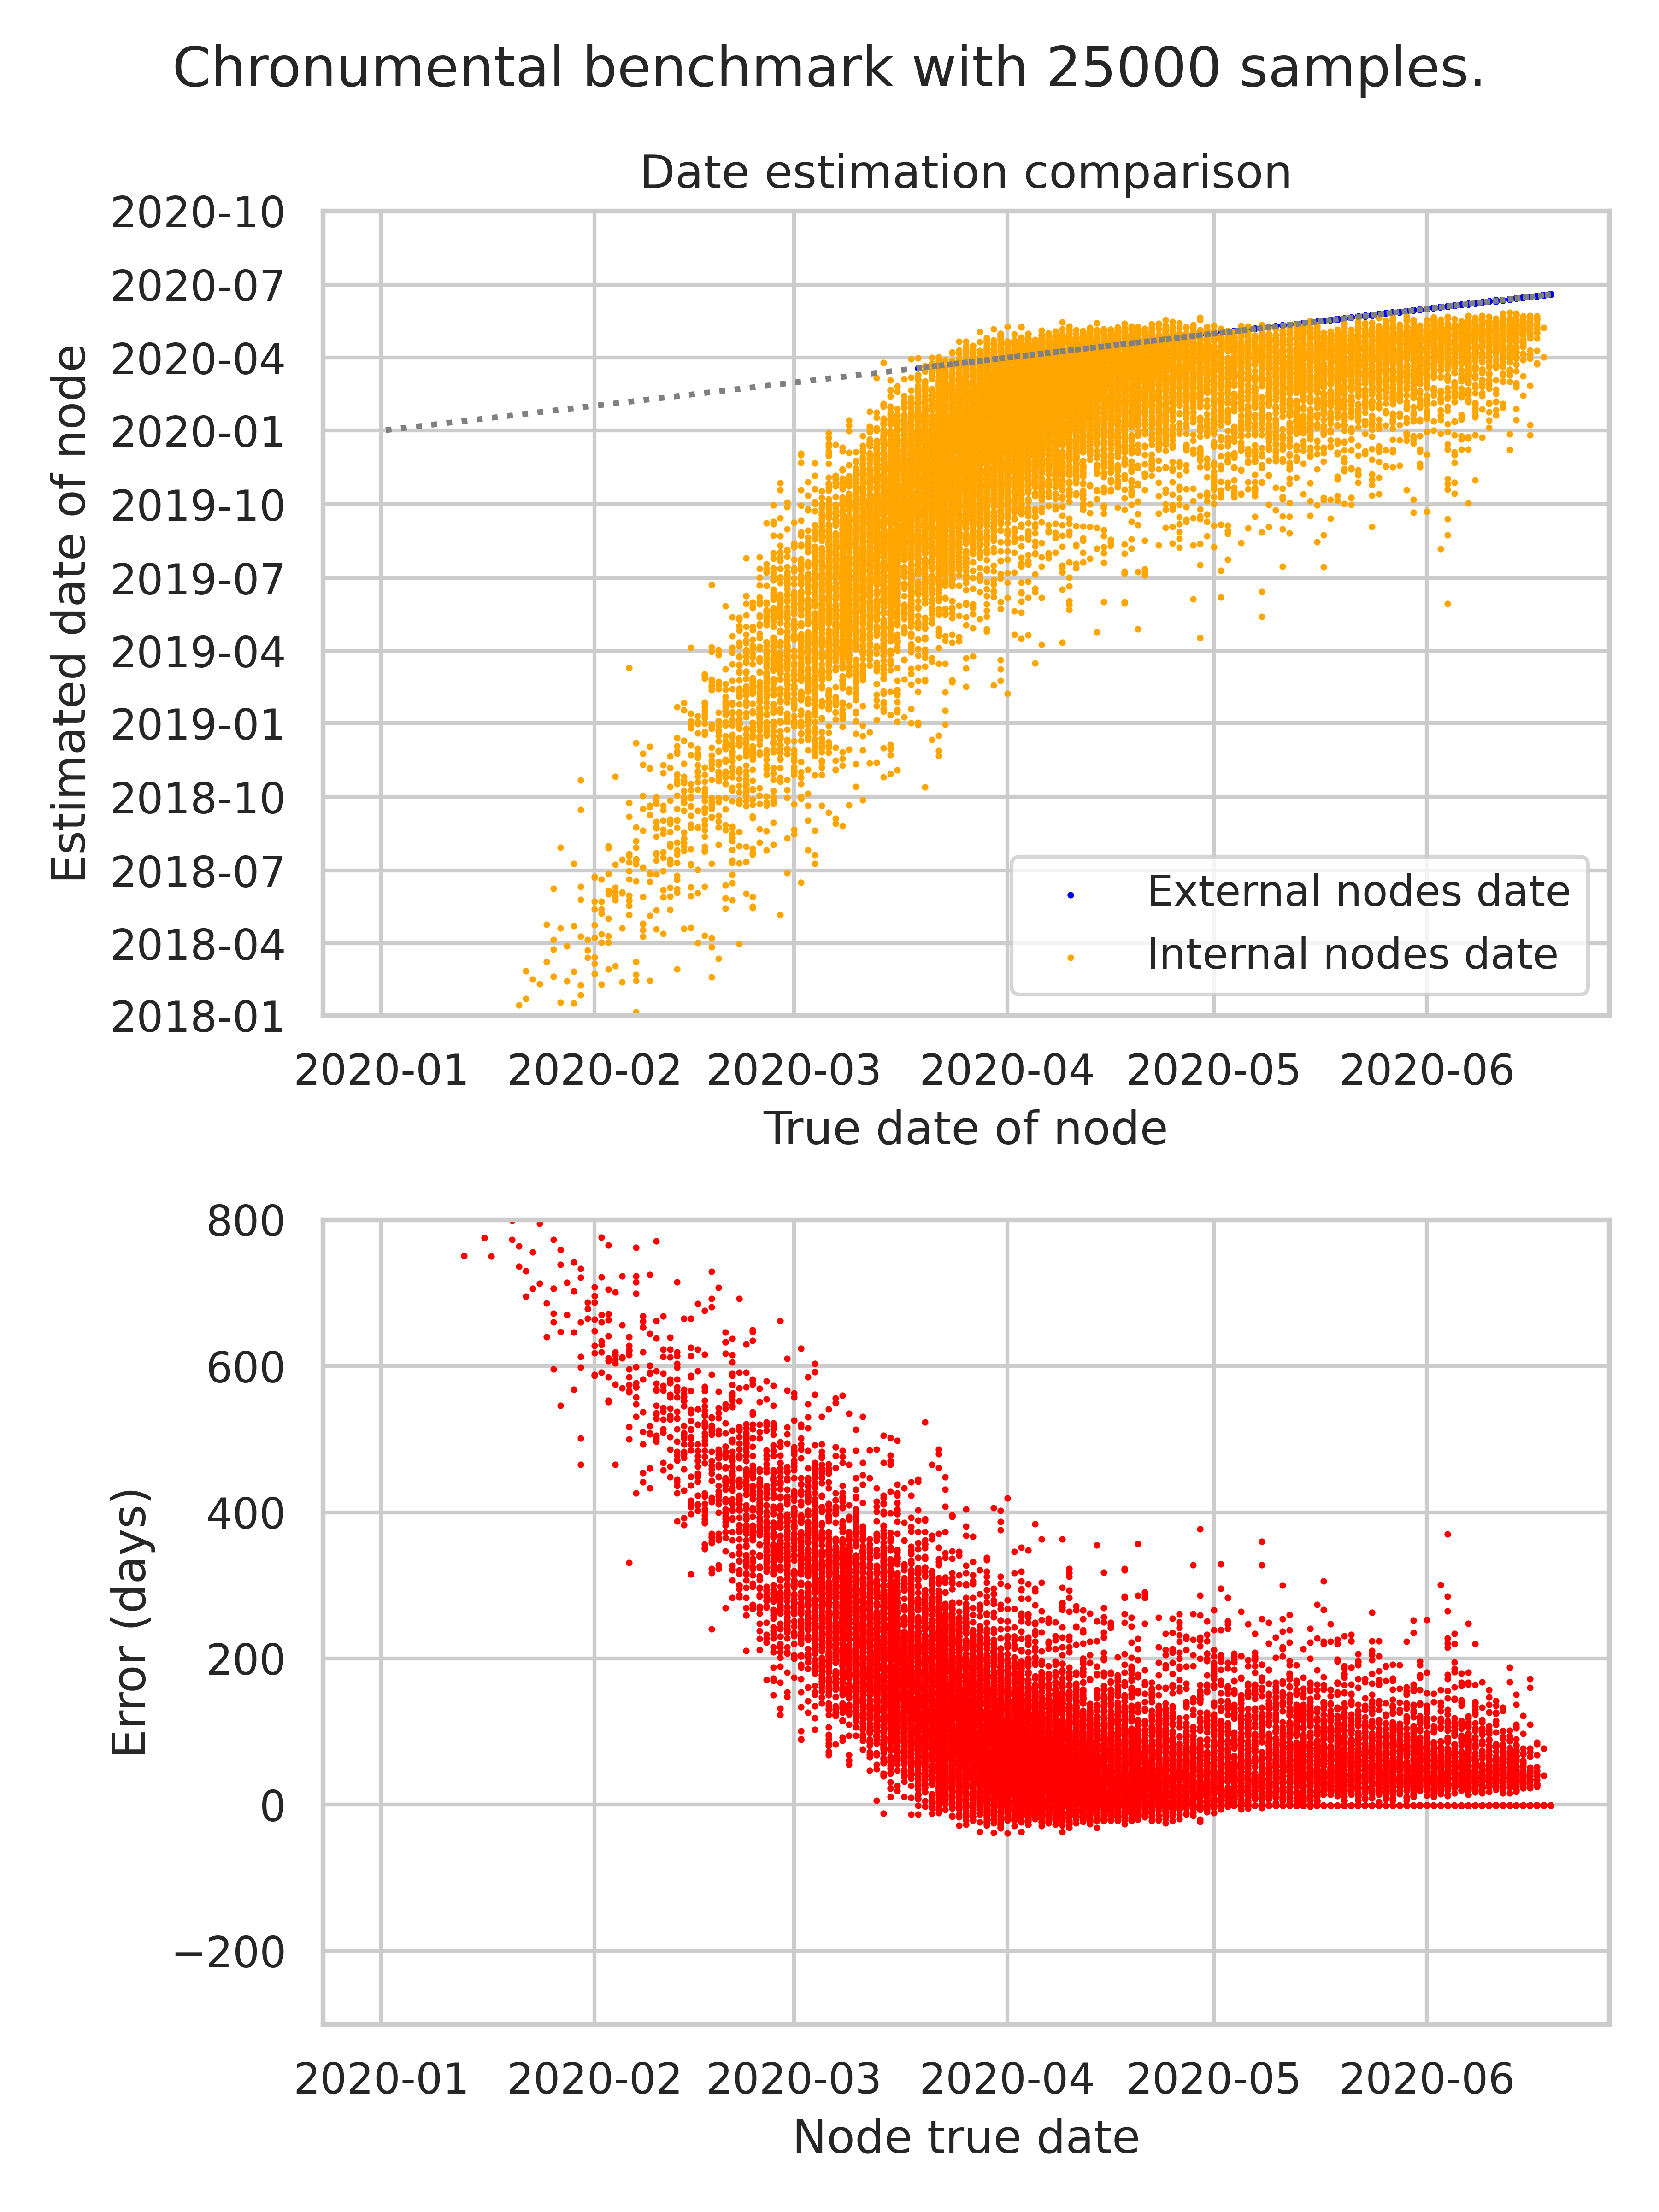 Chronumental benchmark with 25000 samples.
Date estimation comparison
2020-10
2020-07
2020-04
2020-01
2019-10
2019-07
2019-04
2019-01
2018-10
2018-07
2018-04
2018-01
Estimated date of node
External nodes date
Internal nodes date
2020-01 2020-02 2020-03 2020-04 2020-05 2020-06
True date of node
800
600
400
200
0
−200
Error (days)
2020-01 2020-02 2020-03 2020-04 2020-05 2020-06
Node true date